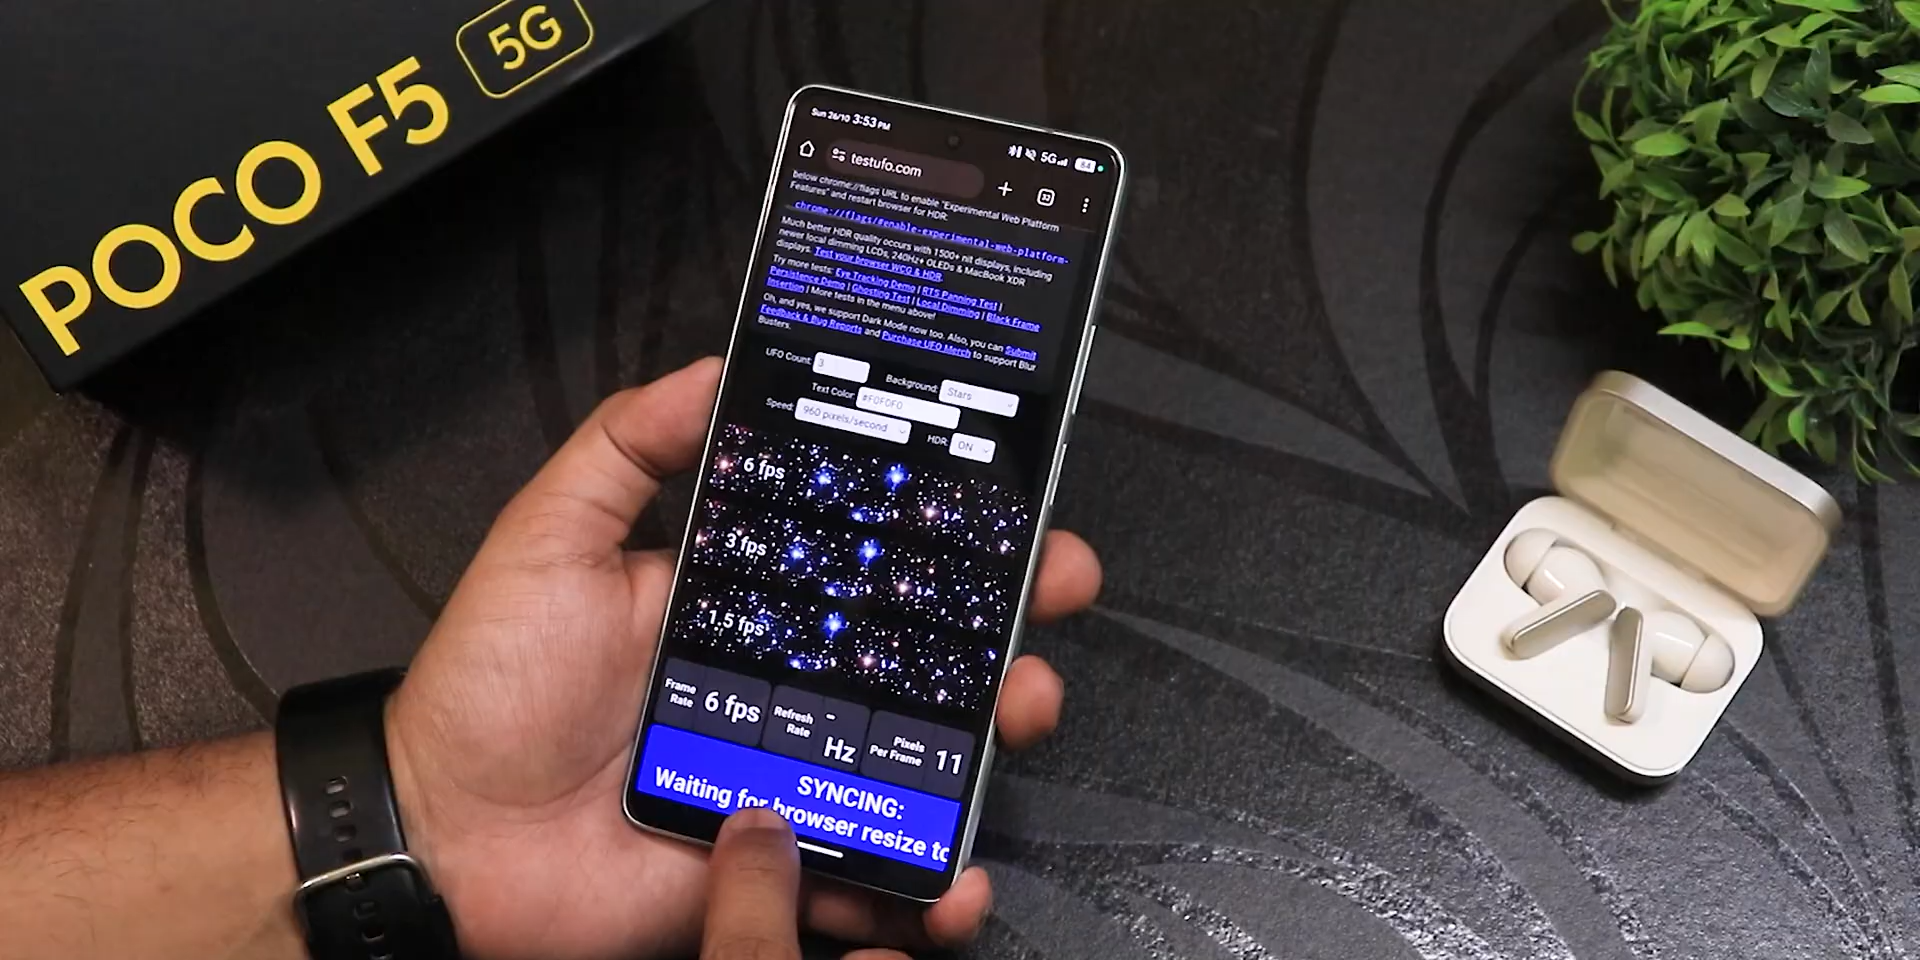 POCO F5 5G
Sun 26/10 3:53 PM
5G 64
testufo.com
32
below chrome://flags URL to enable "Experimental Web Platform
Features" and restart browser for HDR:
chrome://flags/#enable-experimental-web-platform-
Much better HDR quality occurs with 1500+ nit displays, including
newer local dimming LCDs, 240Hz+ OLEDs & MacBook XDR
displays. Test your browser WCG & HDR.
Try more tests: Eye Tracking Demo | RTS Panning Test |
Persistence Demo | Ghosting Test | Local Dimming | Black Frame
Insertion | More tests in the menu above!
Oh, and yes, we support Dark Mode now too. Also, you can Submit
Feedback & Bug Reports and Purchase UFO Merch to support Blur
Busters.
UFO Count: 3 Background: Stars
Text Color: #F0F0F0
Speed: 960 pixels/second HDR: ON
6 fps
3 fps
1.5 fps
Frame Rate 6 fps
Refresh Rate - Hz
Pixels Per Frame 11
SYNCING:
Waiting for browser resize to